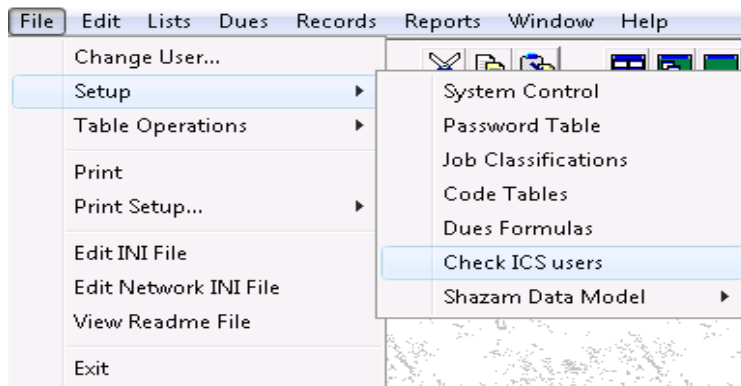 File Edit Lists Dues Records Reports Window Help
Change User...
Setup
Table Operations
Print
Print Setup...
Edit INI File
Edit Network INI File
View Readme File
Exit
System Control
Password Table
Job Classifications
Code Tables
Dues Formulas
Check ICS users
Shazam Data Model